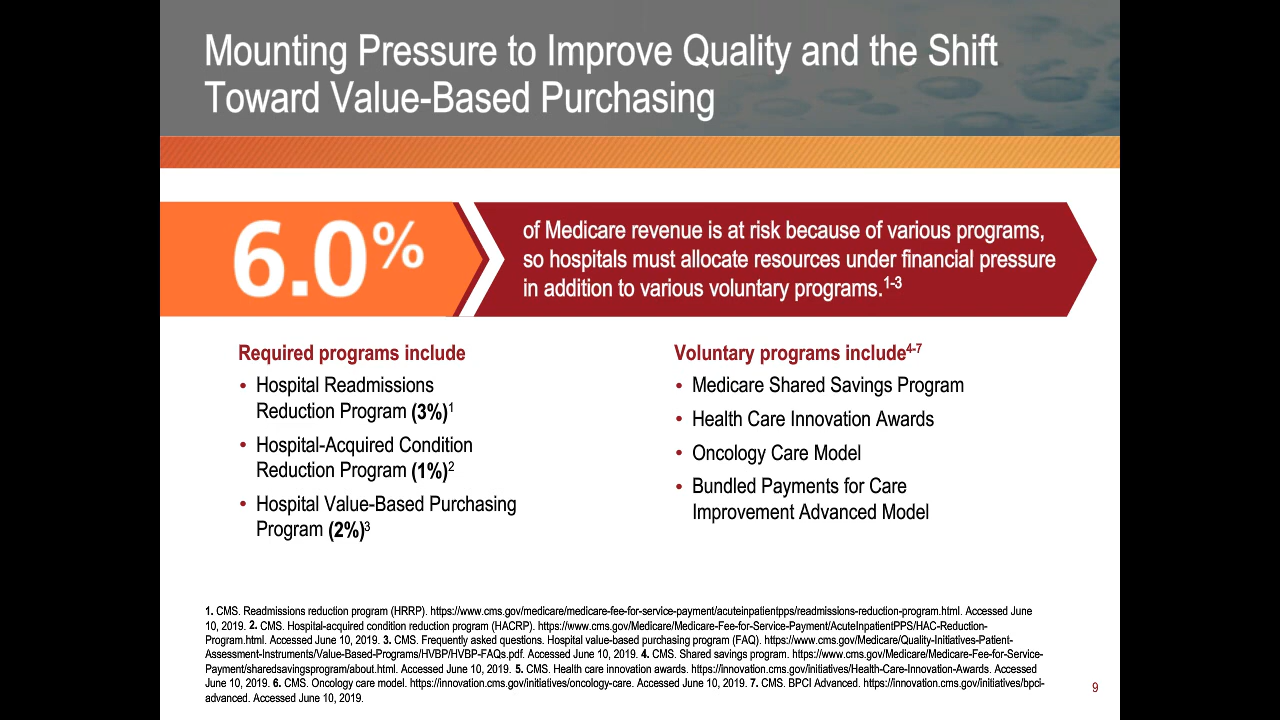 Mounting Pressure to Improve Quality and the Shift
Toward Value-Based Purchasing
6.0%
of Medicare revenue is at risk because of various programs,
so hospitals must allocate resources under financial pressure
in addition to various voluntary programs.1-3
Required programs include
• Hospital Readmissions
Reduction Program (3%)1
• Hospital-Acquired Condition
Reduction Program (1%)2
• Hospital Value-Based Purchasing
Program (2%)3
Voluntary programs include4-7
• Medicare Shared Savings Program
• Health Care Innovation Awards
• Oncology Care Model
• Bundled Payments for Care
Improvement Advanced Model
1. CMS. Readmissions reduction program (HRRP). https://www.cms.gov/medicare/medicare-fee-for-service-payment/acuteinpatientpps/readmissions-reduction-program.html. Accessed June
10, 2019. 2. CMS. Hospital-acquired condition reduction program (HACRP). https://www.cms.gov/Medicare/Medicare-Fee-for-Service-Payment/AcuteInpatientPPS/HAC-Reduction-
Program.html. Accessed June 10, 2019. 3. CMS. Frequently asked questions. Hospital value-based purchasing program (FAQ). https://www.cms.gov/Medicare/Quality-Initiatives-Patient-
Assessment-Instruments/Value-Based-Programs/HVBP/HVBP-FAQs.pdf. Accessed June 10, 2019. 4. CMS. Shared savings program. https://www.cms.gov/Medicare/Medicare-Fee-for-Service-
Payment/sharedsavingsprogram/about.html. Accessed June 10, 2019. 5. CMS. Health care innovation awards. https://innovation.cms.gov/initiatives/Health-Care-Innovation-Awards. Accessed
June 10, 2019. 6. CMS. Oncology care model. https://innovation.cms.gov/initiatives/oncology-care. Accessed June 10, 2019. 7. CMS. BPCI Advanced. https://innovation.cms.gov/initiatives/bpci-
advanced. Accessed June 10, 2019.
9